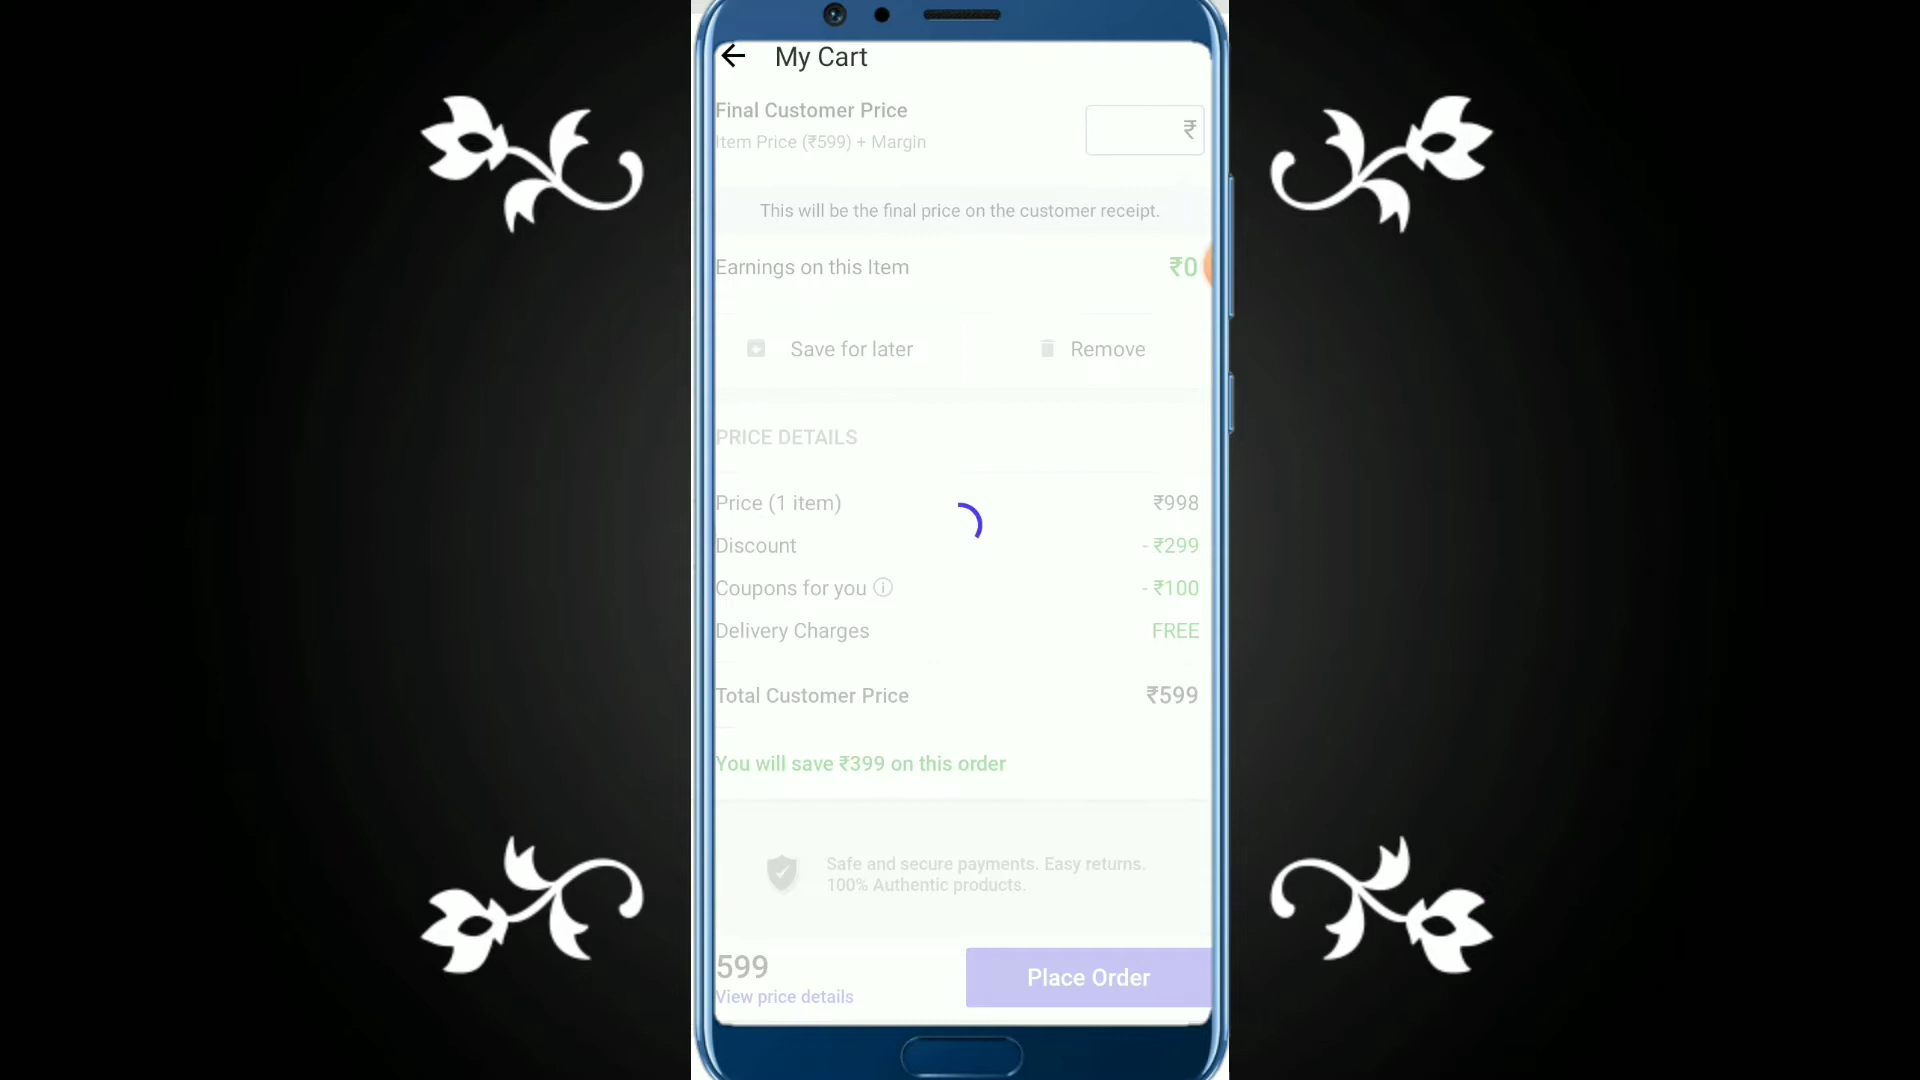 My Cart
Final Customer Price
Item Price (₹599) + Margin
₹
This will be the final price on the customer receipt.
Earnings on this Item
₹0
Save for later
Remove
PRICE DETAILS
Price (1 item)
₹998
Discount
- ₹299
Coupons for you
- ₹100
Delivery Charges
FREE
Total Customer Price
₹599
You will save ₹399 on this order
Safe and secure payments. Easy returns.
100% Authentic products.
599
View price details
Place Order